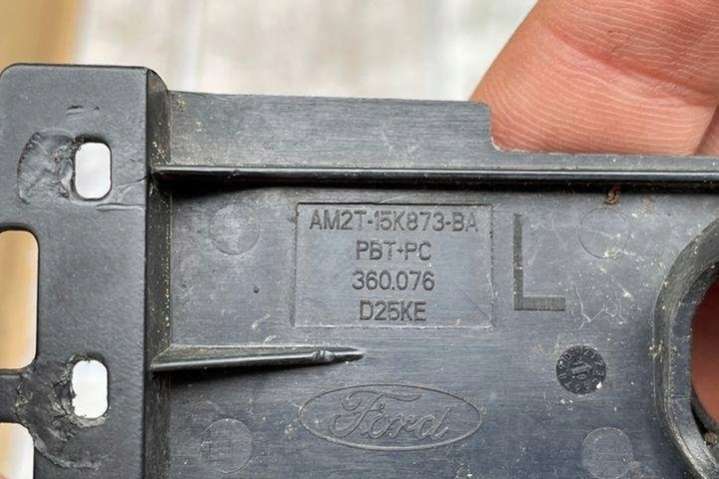 AM2T-15K873-BA
PBT+PC
360.076
D25KE
L
Ford